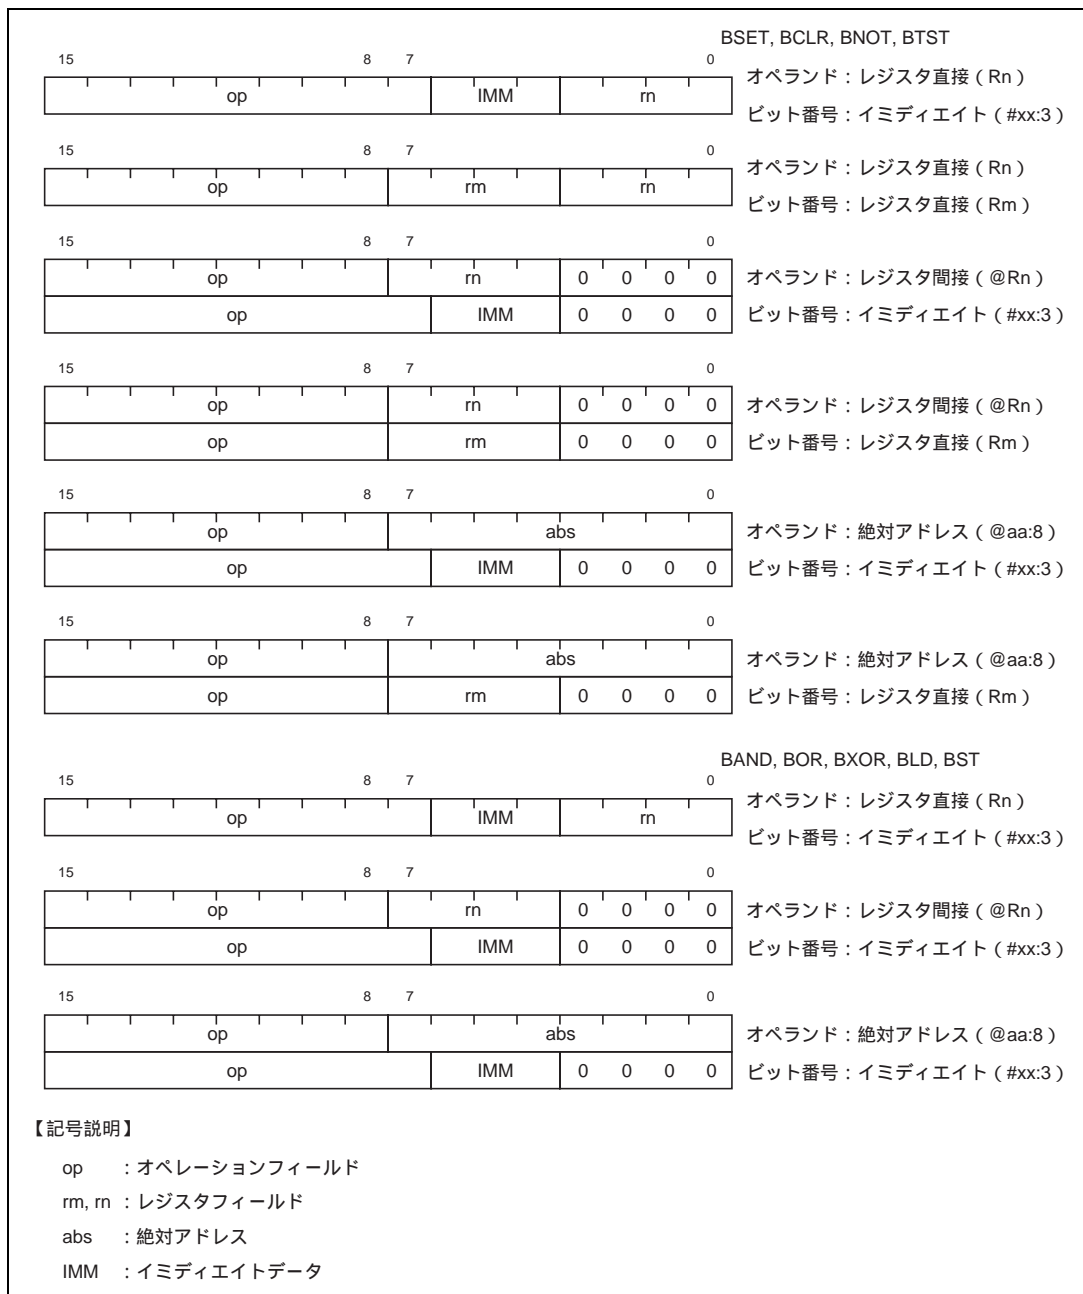 BSET, BCLR, BNOT, BTST
15 8 7 0
op IMM rn
オペランド：レジスタ直接（Rn）
ビット番号：イミディエイト（#xx:3）
15 8 7 0
op rm rn
オペランド：レジスタ直接（Rn）
ビット番号：レジスタ直接（Rm）
15 8 7 0
op rn 0 0 0 0 オペランド：レジスタ間接（@Rn）
op IMM 0 0 0 0 ビット番号：イミディエイト（#xx:3）
15 8 7 0
op rn 0 0 0 0 オペランド：レジスタ間接（@Rn）
op rm 0 0 0 0 ビット番号：レジスタ直接（Rm）
15 8 7 0
op abs オペランド：絶対アドレス（@aa:8）
op IMM 0 0 0 0 ビット番号：イミディエイト（#xx:3）
15 8 7 0
op abs オペランド：絶対アドレス（@aa:8）
op rm 0 0 0 0 ビット番号：レジスタ直接（Rm）
BAND, BOR, BXOR, BLD, BST
15 8 7 0
op IMM rn
オペランド：レジスタ直接（Rn）
ビット番号：イミディエイト（#xx:3）
15 8 7 0
op rn 0 0 0 0 オペランド：レジスタ間接（@Rn）
op IMM 0 0 0 0 ビット番号：イミディエイト（#xx:3）
15 8 7 0
op abs オペランド：絶対アドレス（@aa:8）
op IMM 0 0 0 0 ビット番号：イミディエイト（#xx:3）
【記号説明】
op ：オペレーションフィールド
rm, rn ：レジスタフィールド
abs ：絶対アドレス
IMM ：イミディエイトデータ